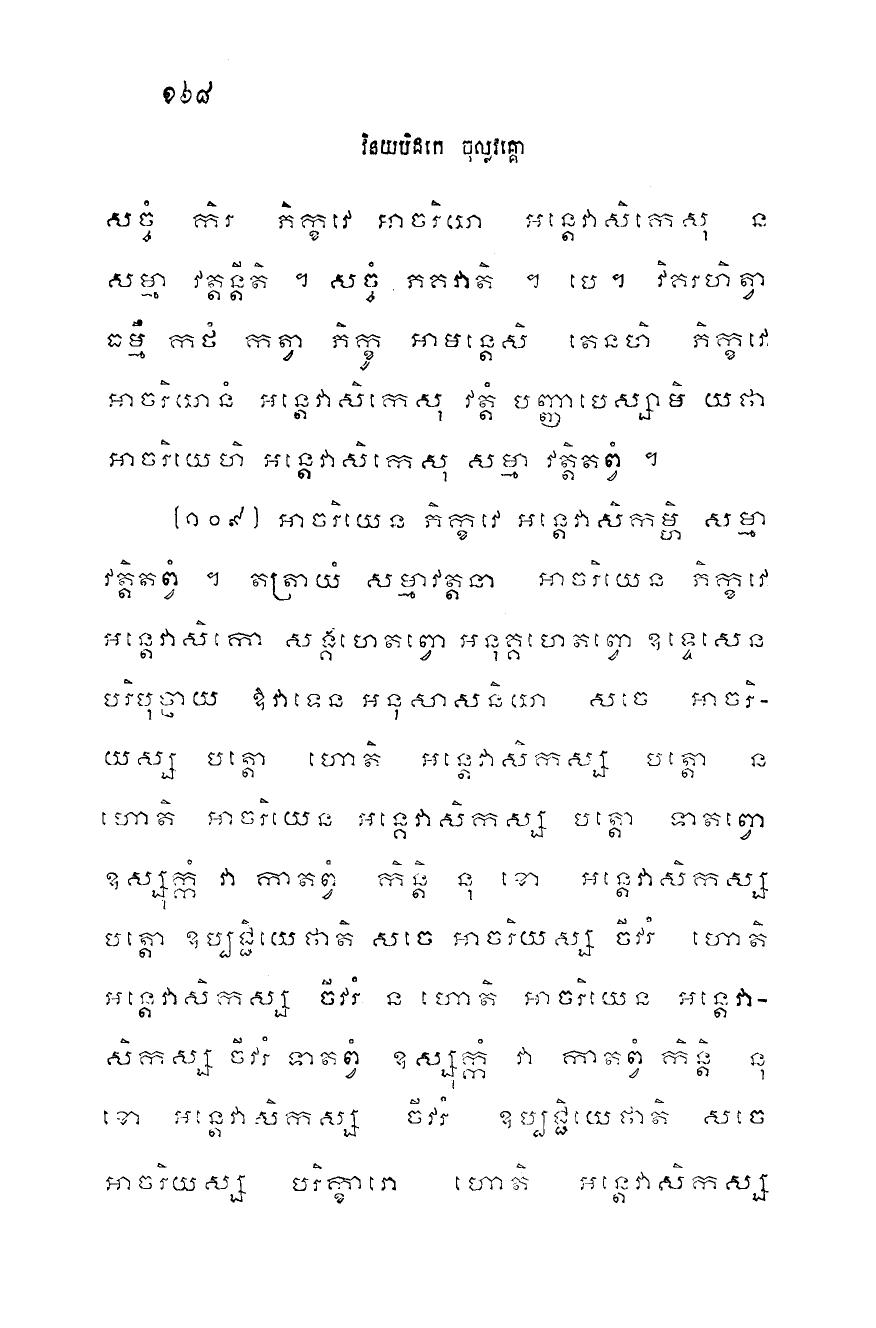 ១៦៨
វិនយបិដកេ ចុល្លវគ្គោ
សច្ចំ កិរ ភិក្ខវេ អាចរិយា អន្តេវាសិកេសុ ន
សម្មា វត្តន្តីតិ ។ សច្ចំ ភគវាតិ ។ បេ។ វិគរហិត្វា
ធម្មឹ កថំ កត្វា ភិក្ខូ អាមន្តេសិ តេនហិ ភិក្ខវេ
អាចរិយានំ អន្តេវាសិកេសុ វត្តំ បញ្ញាបេស្សាមិ យថា
អាចរិយេហិ អន្តេវាសិកេសុ សម្មា វត្តិតព្វំ ។
[១០៩] អាចរិយេន ភិក្ខវេ អន្តេវាសិកម្ហិ សម្មា
វត្តិតព្វំ ។ តត្រាយំ សម្មាវត្តនា អាចរិយេន ភិក្ខវេ
អន្តេវាសិកោ សង្គហេតព្វោ អនុគ្គហេតព្វោ ឧទ្ទេសេន
បរិបុច្ឆាយ ឱវាទេន អនុសាសនិយា សចេ អាចរិ-
យស្ស បត្តោ ហោតិ អន្តេវាសិកស្ស បត្តោ ន
ហោតិ អាចរិយេន អន្តេវាសិកស្ស បត្តោ ទាតព្វោ
ឧស្សុក្កំ វា កាតព្វំ កិន្តិ នុ ខោ អន្តេវាសិកស្ស
បត្តោ ឧប្បជ្ជិយេថាតិ សចេ អាចរិយស្ស ចីវរំ ហោតិ
អន្តេវាសិកស្ស ចីវរំ ន ហោតិ អាចរិយេន អន្តេវា-
សិកស្ស ចីវរំ ទាតព្វំ ឧស្សុក្កំ វា កាតព្វំ កិន្តិ នុ
ខោ អន្តេវាសិកស្ស ចីវរំ ឧប្បជ្ជិយេថាតិ សចេ
អាចរិយស្ស បរិក្ខារោ ហោតិ អន្តេវាសិកស្ស